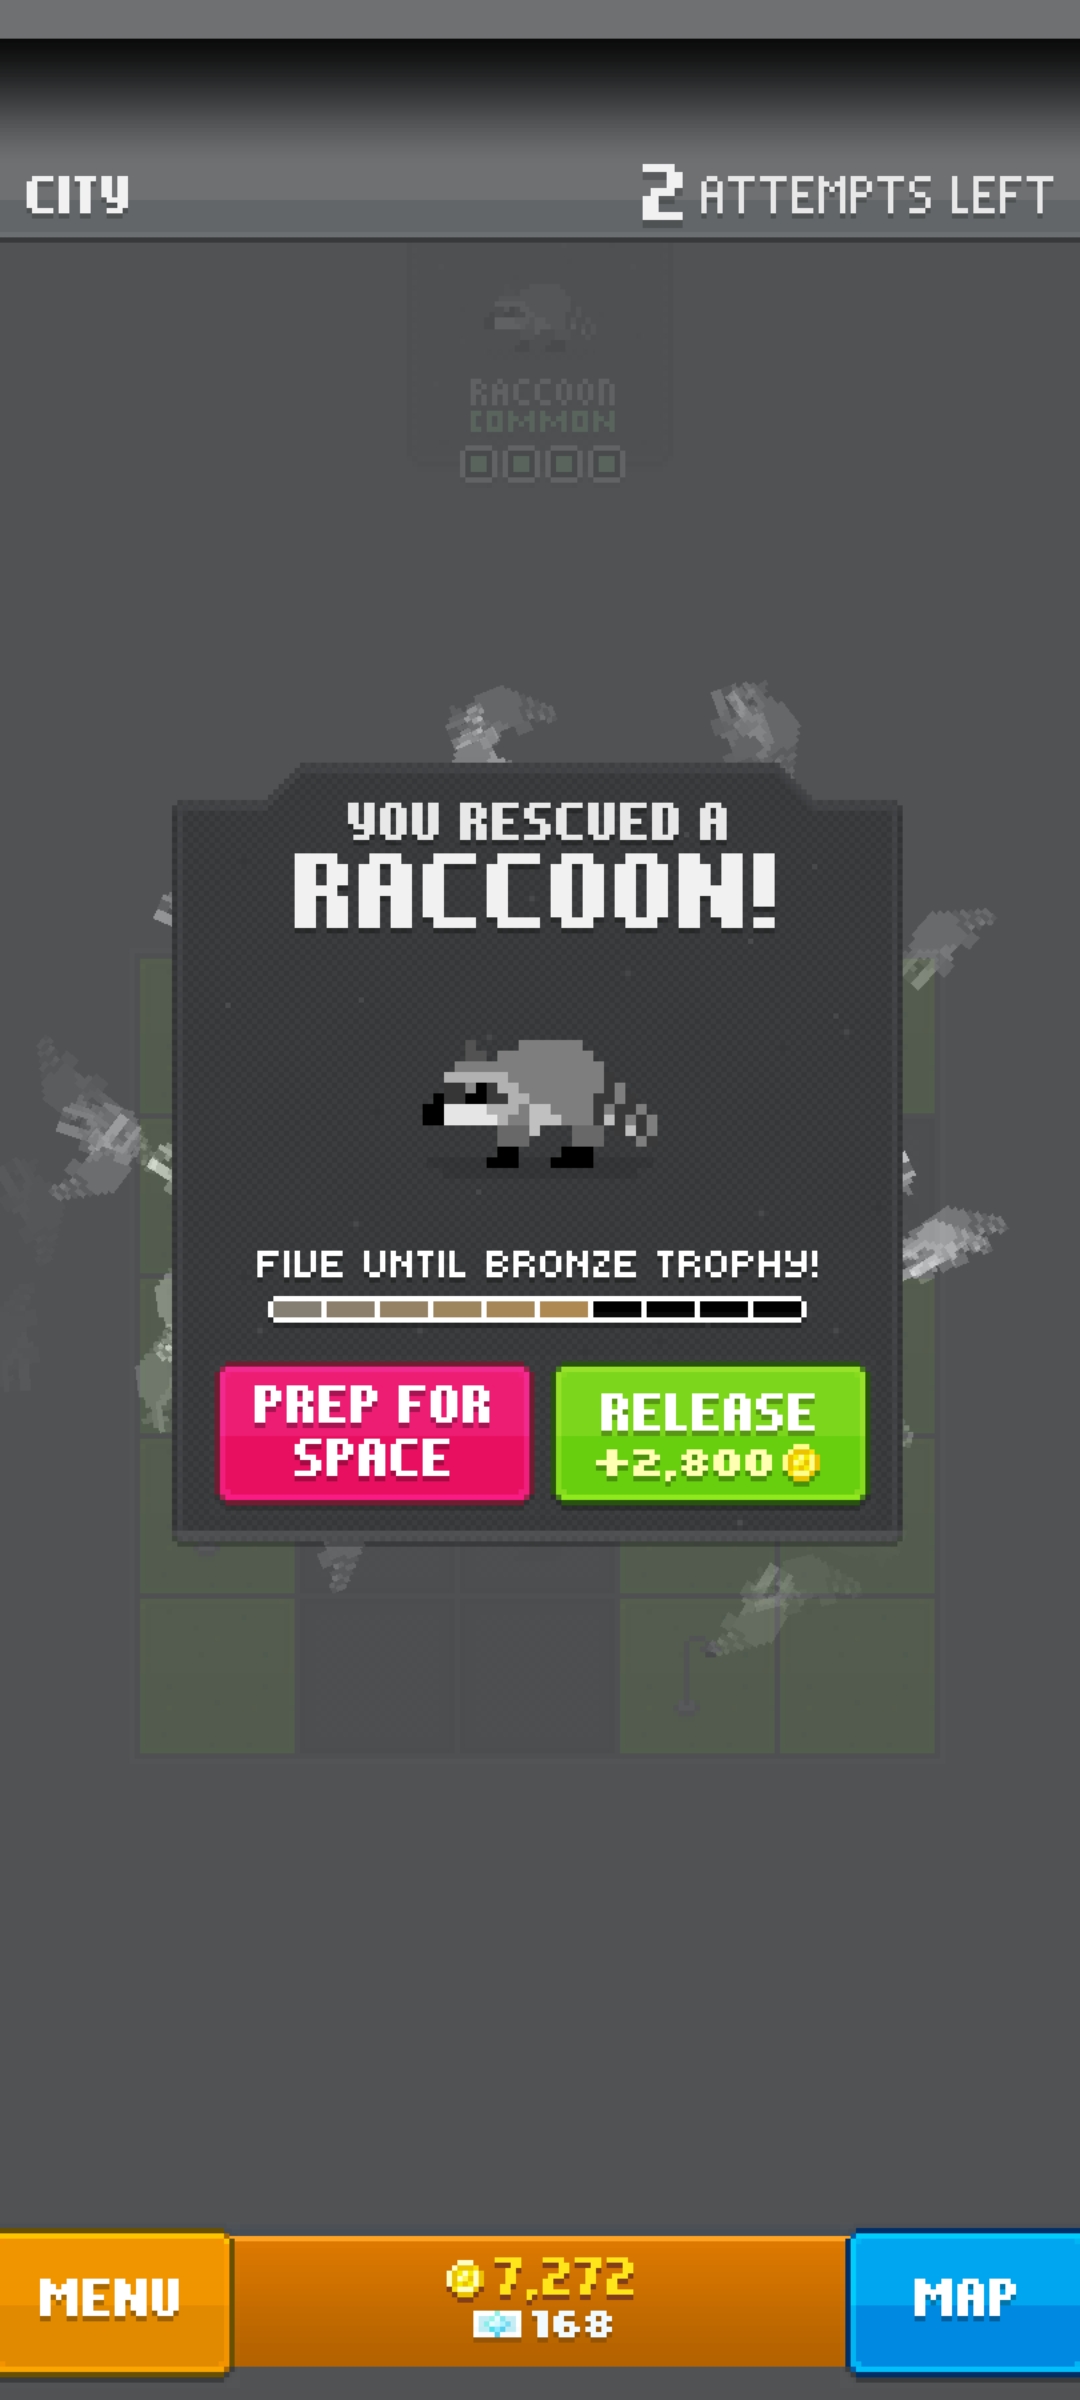 CITY
2 ATTEMPTS LEFT
RACCOON
COMMON
YOU RESCUED A
RACCOON!
FIVE UNTIL BRONZE TROPHY!
PREP FOR
SPACE
RELEASE
+2,800
MENU
7,272
168
MAP